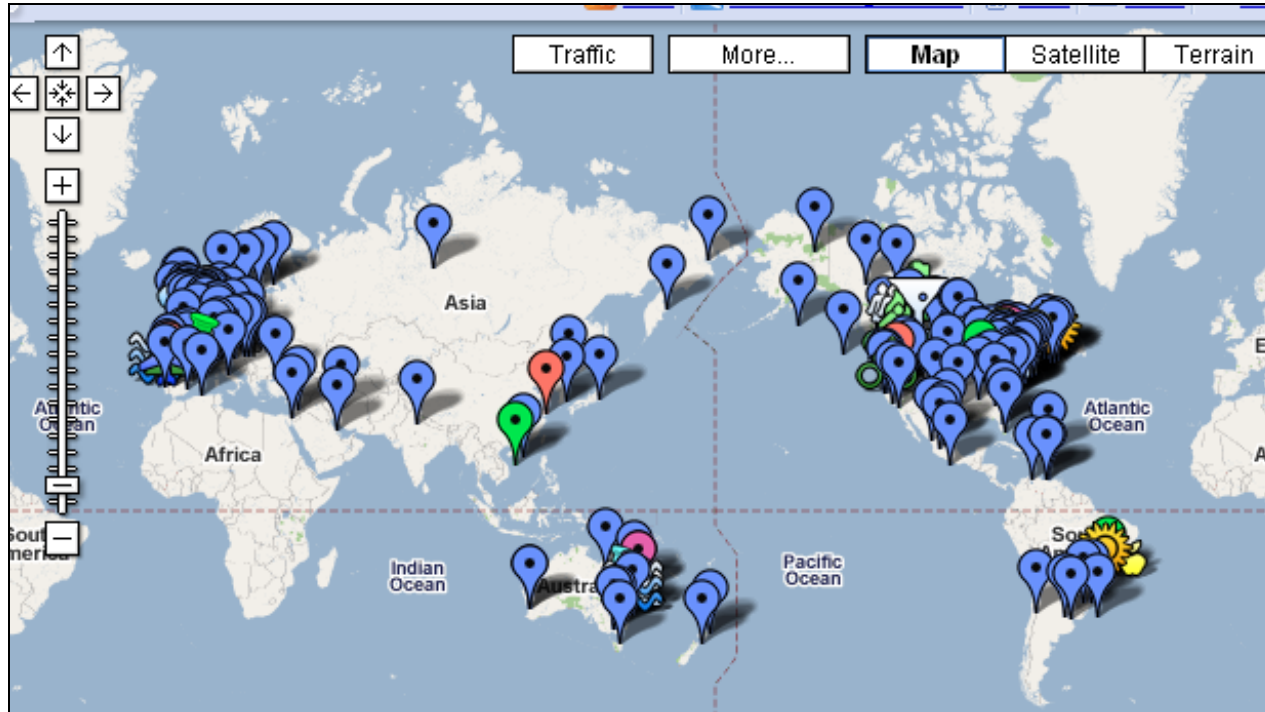 Traffic
More...
Map
Satellite
Terrain
Asia
Atlantic
Ocean
Africa
Atlantic
Ocean
Indian
Ocean
Pacific
Ocean